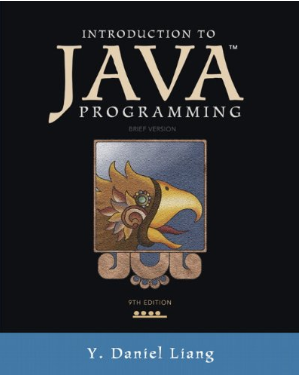 INTRODUCTION TO
JAVA™
PROGRAMMING
BRIEF VERSION
9TH EDITION
Y. Daniel Liang